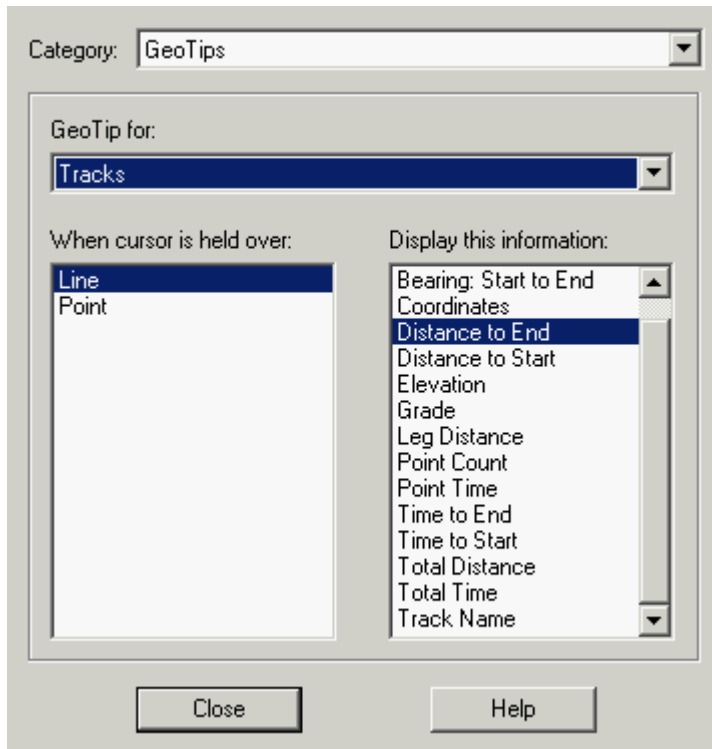 Category: GeoTips
GeoTip for:
Tracks
When cursor is held over:
Line
Point
Display this information:
Bearing: Start to End
Coordinates
Distance to End
Distance to Start
Elevation
Grade
Leg Distance
Point Count
Point Time
Time to End
Time to Start
Total Distance
Total Time
Track Name
Close
Help